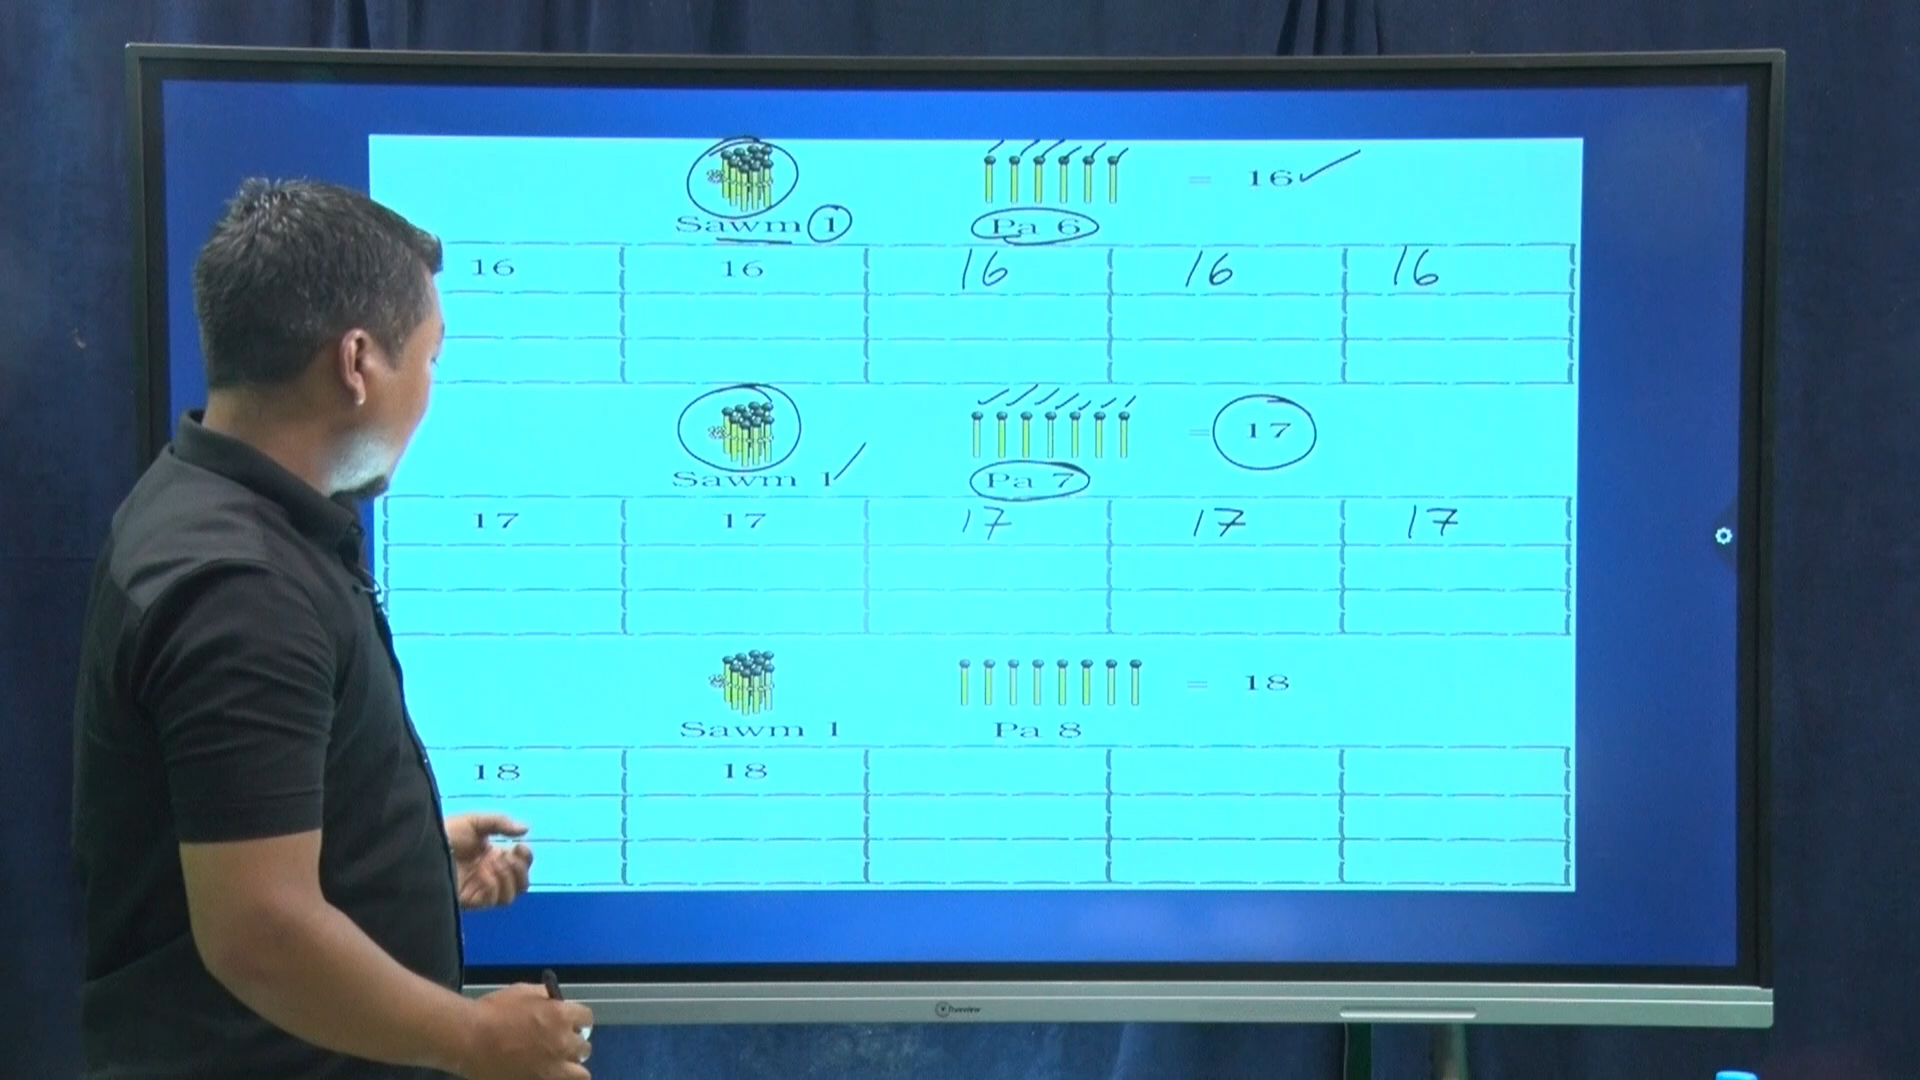 = 16
Sawm 1 Pa 6
16 16 16 16 16
= 17
Sawm 1 Pa 7
17 17 17 17 17
= 18
Sawm 1 Pa 8
18 18